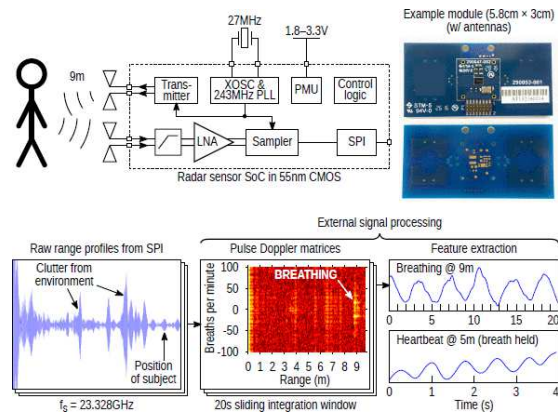 27MHz
1.8–3.3V
Example module (5.8cm × 3cm)
(w/ antennas)
9m
Trans-
mitter
XOSC &
243MHz PLL
PMU
Control
logic
LNA
Sampler
SPI
Radar sensor SoC in 55nm CMOS
External signal processing
Raw range profiles from SPI
Pulse Doppler matrices
Feature extraction
Clutter from
environment
Position
of subject
fs = 23.328GHz
Breaths per minute
100
50
0
-50
-100
BREATHING
0 1 2 3 4 5 6 7 8 9
Range (m)
20s sliding integration window
Breathing @ 9m
0 5 10 15 20
Heartbeat @ 5m (breath held)
0 1 2 3 4
Time (s)